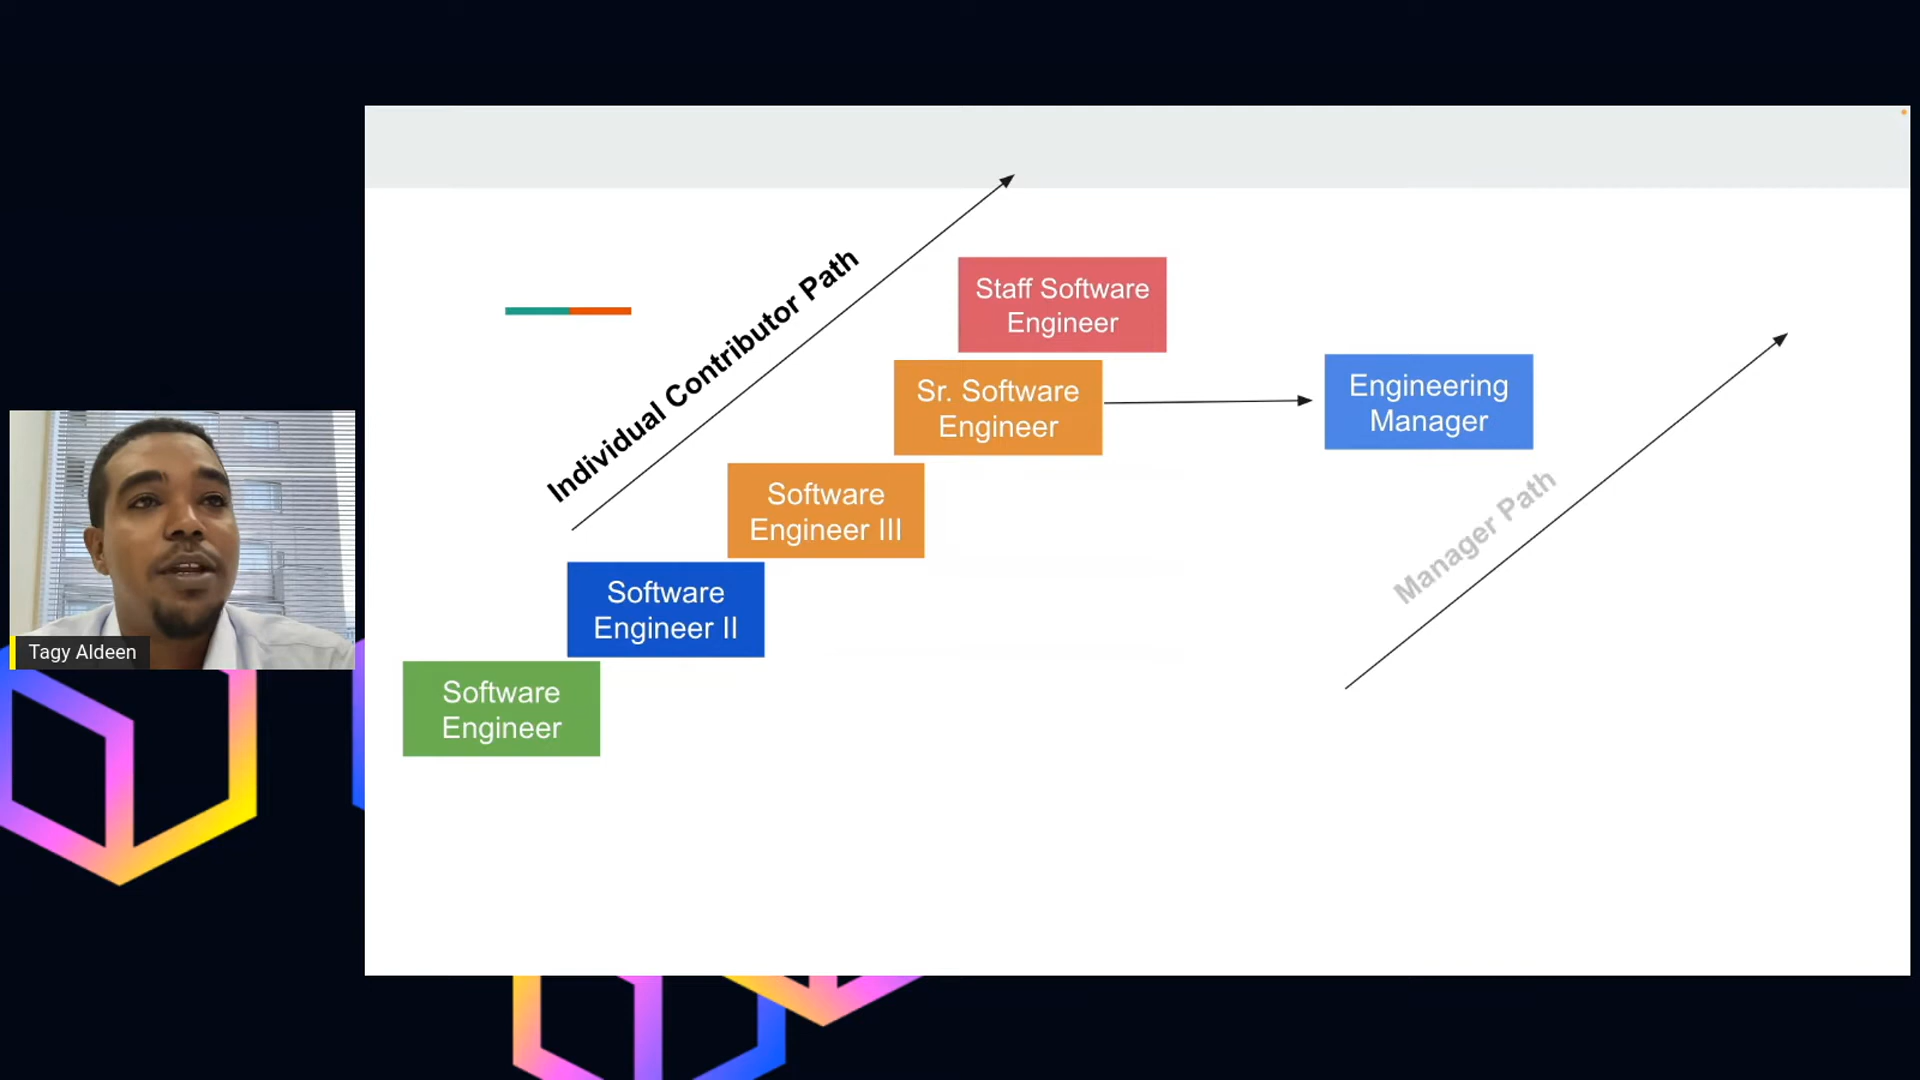 Individual Contributor Path
Staff Software
Engineer
Sr. Software
Engineer
Engineering
Manager
Software
Engineer III
Manager Path
Software
Engineer II
Tagy Aldeen
Software
Engineer